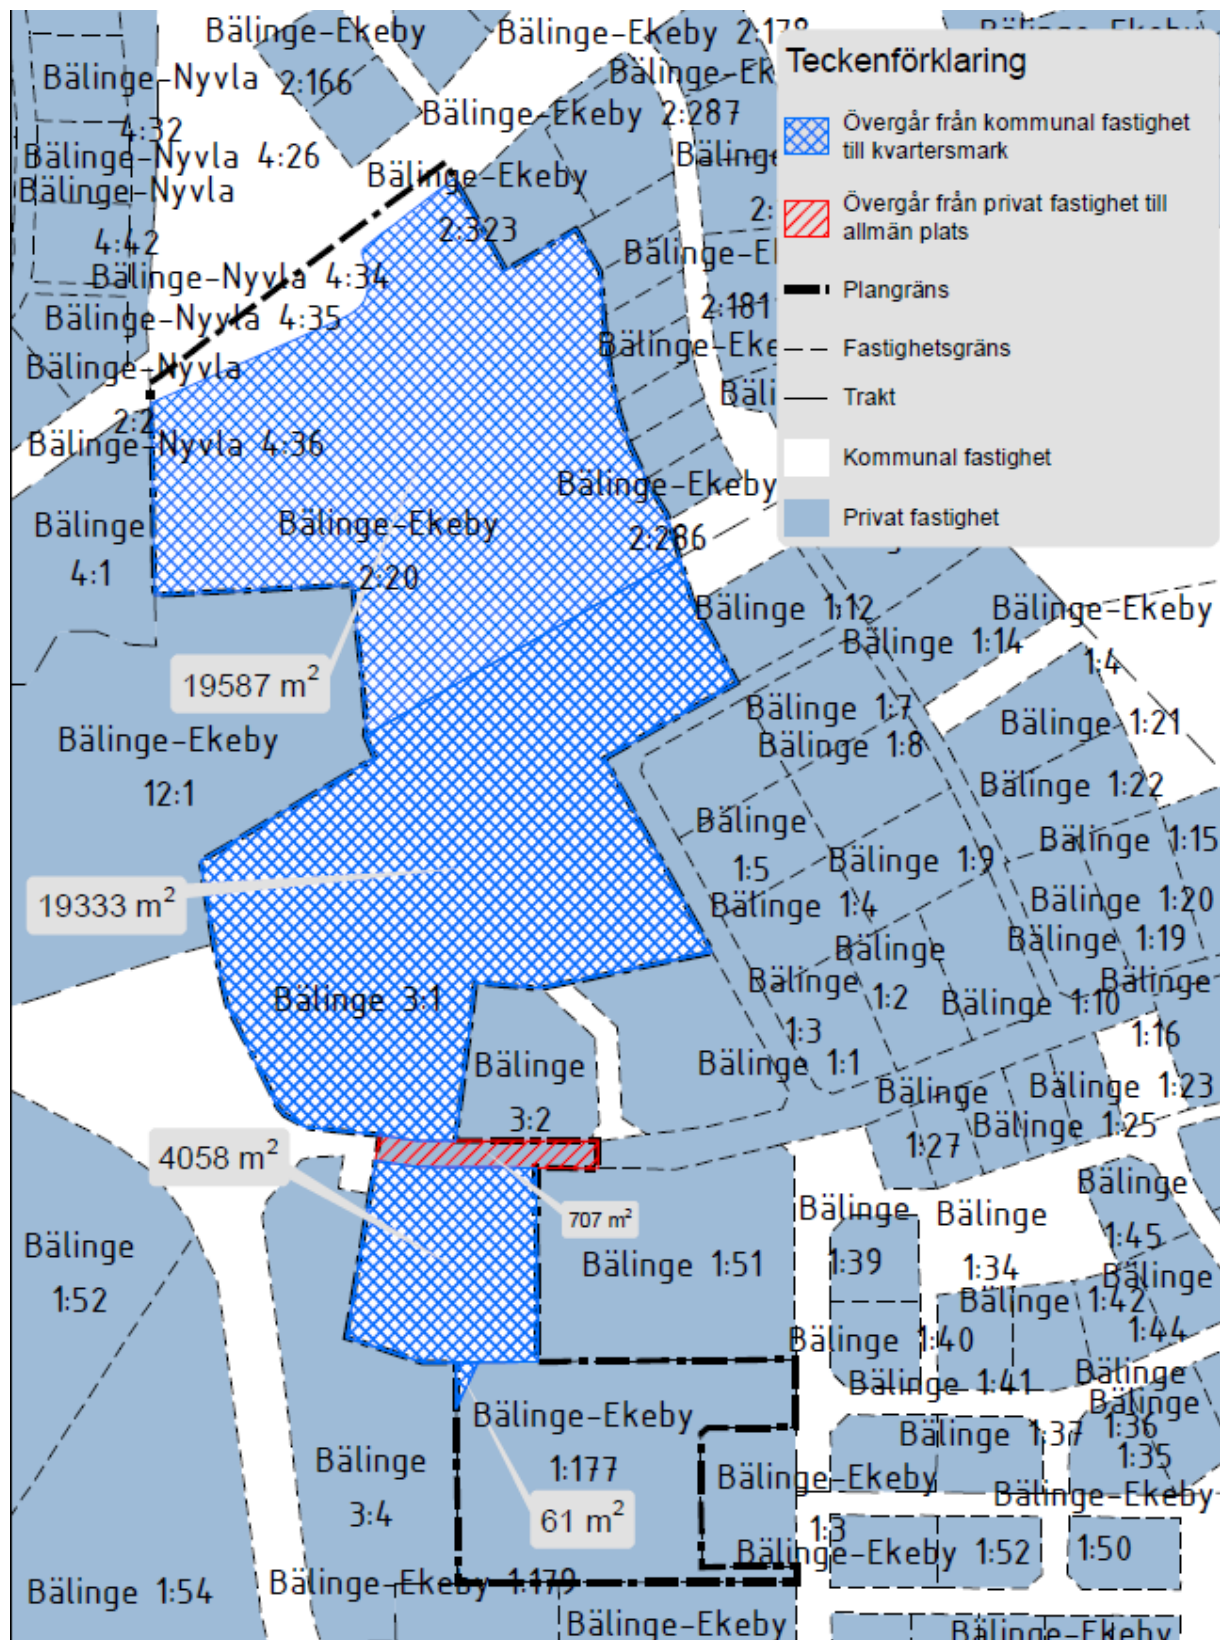 Bälinge-Ekeby
Bälinge-Ekeby 2:178
Bälinge-Nyvla 2:166
4:32
Bälinge-Ekeby 2:287
Bälinge-Nyvla 4:26
Bälinge-Nyvla
4:42
Bälinge-Ekeby
2:323
Bälinge-Nyvla 4:34
Bälinge-Nyvla 4:35
Bälinge-Nyvla
2:2
Bälinge-Nyvla 4:36
2:181
Teckenförklaring
Övergår från kommunal fastighet
till kvartersmark
Övergår från privat fastighet till
allmän plats
Plangräns
Fastighetsgräns
Trakt
Kommunal fastighet
Privat fastighet
Bälinge-Ekeby
2:286
Bälinge-Ekeby
2:20
Bälinge
4:1
19587 m²
Bälinge-Ekeby
12:1
19333 m²
Bälinge 1:12
Bälinge 1:14
Bälinge-Ekeby
1:4
Bälinge 1:7
Bälinge 1:8
Bälinge 1:21
Bälinge 1:22
Bälinge
1:5
Bälinge 1:9
Bälinge 1:15
Bälinge 1:4
Bälinge 1:20
Bälinge 1:19
Bälinge
1:2
Bälinge
1:3
Bälinge 1:10
Bälinge
1:16
Bälinge 3:1
Bälinge
3:2
Bälinge 1:1
Bälinge
1:27
Bälinge 1:23
Bälinge 1:25
4058 m²
707 m²
Bälinge
1:52
Bälinge 1:51
Bälinge
1:39
Bälinge
1:34
Bälinge
1:45
Bälinge
1:44
Bälinge 1:42
Bälinge 1:40
Bälinge 1:41
Bälinge
1:36
Bälinge
1:35
Bälinge 1:37
Bälinge-Ekeby
1:177
61 m²
Bälinge
3:4
Bälinge-Ekeby
1:3
Bälinge-Ekeby
Bälinge-Ekeby 1:52
1:50
Bälinge 1:54
Bälinge-Ekeby 1:179
Bälinge-Ekeby
Bälinge-Ekeby